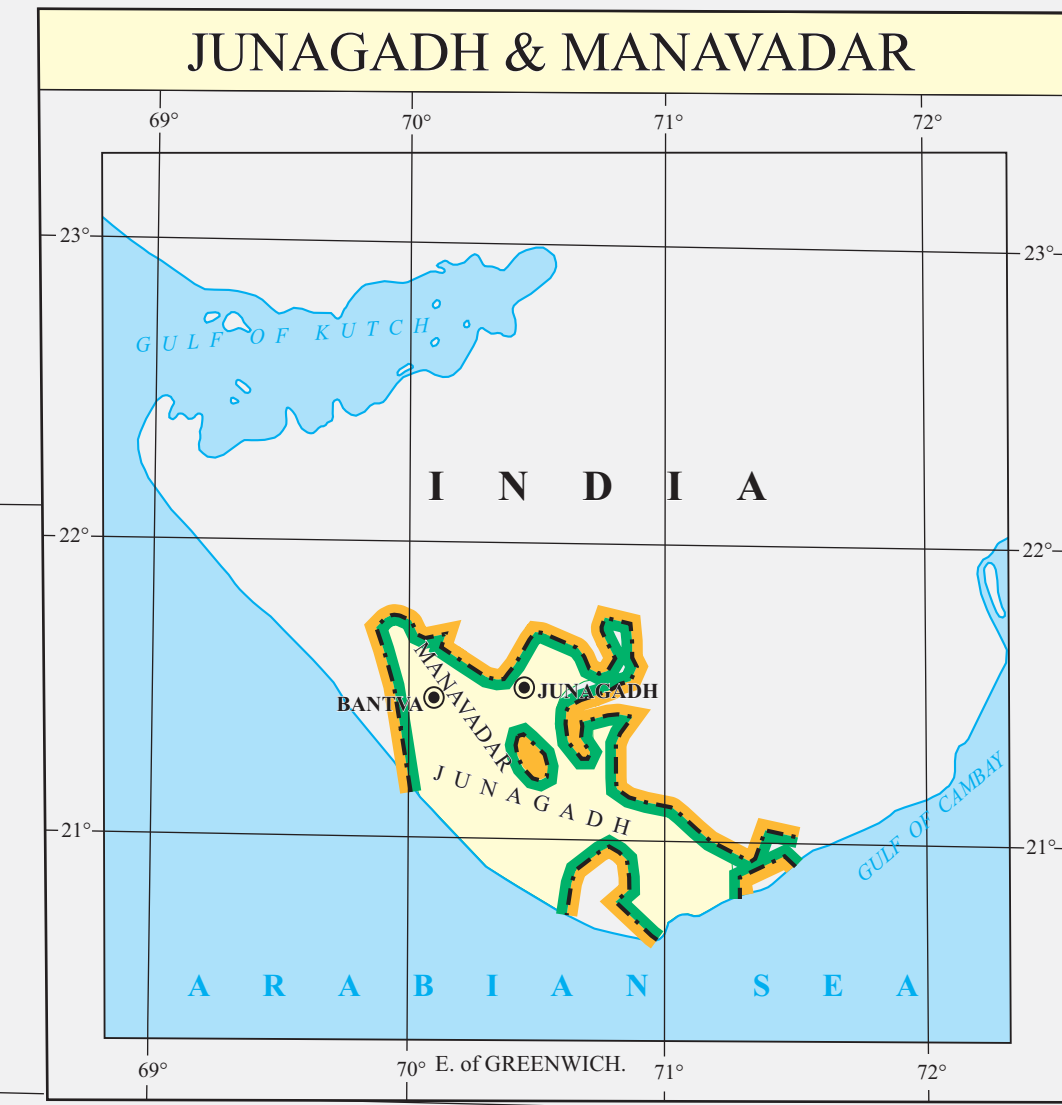 JUNAGADH & MANAVADAR
69° 70° 71° 72°
23° 23°
GULF OF KUTCH
INDIA
22° 22°
MANAVADAR
JUNAGADH
BANTVA
JUNAGADH
GULF OF CAMBAY
21° 21°
ARABIAN SEA
69° 70° E. of GREENWICH. 71° 72°